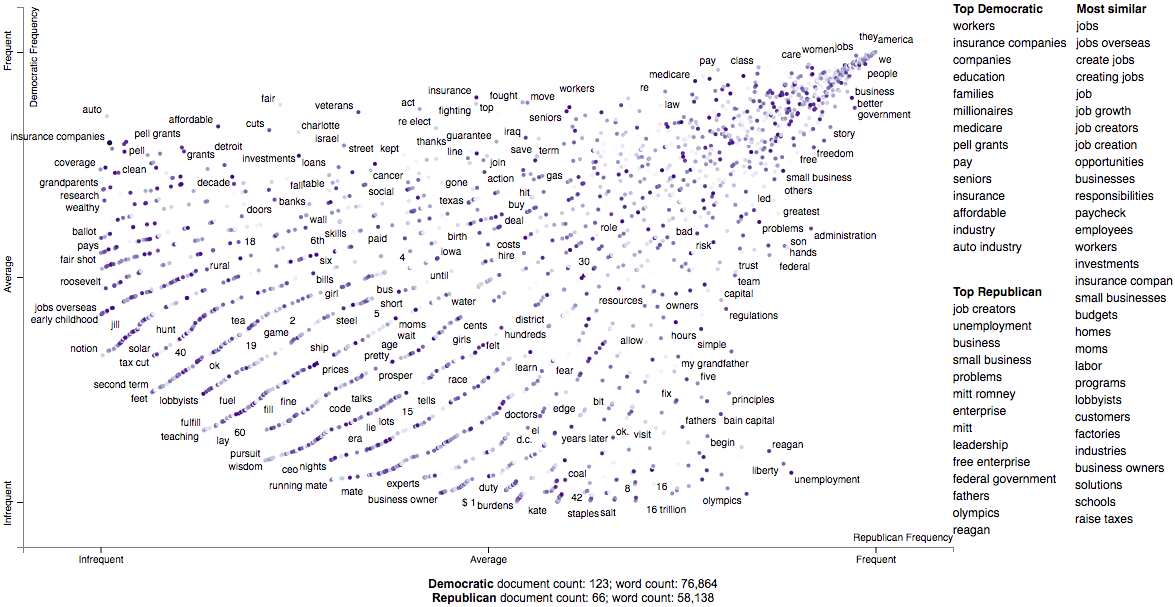 Top Democratic
workers
insurance companies
companies
education
families
millionaires
medicare
pell grants
pay
seniors
insurance
affordable
industry
auto industry
Top Republican
job creators
unemployment
business
small business
problems
mitt romney
enterprise
mitt
leadership
free enterprise
federal government
fathers
olympics
reagan
Most similar
jobs
jobs overseas
create jobs
creating jobs
job
job growth
job creators
job creation
opportunities
businesses
responsibilities
paycheck
employees
workers
investments
insurance compan
small businesses
budgets
homes
moms
labor
programs
lobbyists
customers
factories
industries
business owners
solutions
schools
raise taxes
Frequent
Democratic Frequency
Average
Infrequent
they
america
jobs
women
care
we
people
class
pay
medicare
re
business
better
government
workers
move
fought
insurance
top
fighting
act
re elect
law
seniors
fair
veterans
auto
affordable
cuts
charlotte
israel
insurance companies
pell grants
pell
detroit
grants
street
kept
thanks
guarantee
line
iraq
save
term
story
freedom
free
coverage
clean
investments
loans
cancer
social
join
action
gas
small business
others
grandparents
research
wealthy
decade
fall
table
banks
gone
texas
hit
buy
led
greatest
doors
wall
deal
role
bad
problems
administration
ballot
pays
fair shot
18
6th
skills
paid
birth
costs
hire
risk
son
hands
rural
six
4
iowa
30
trust
federal
roosevelt
bills
girl
until
team
capital
jobs overseas
early childhood
bus
short
water
resources
owners
regulations
jill
tea
2
steel
5
moms
wait
cents
district
hundreds
notion
hunt
game
19
girls
felt
allow
hours
simple
solar
tax cut
40
ok
ship
age
pretty
prices
prosper
learn
fear
my grandfather
five
second term
feet
lobbyists
fuel
fine
race
fix
principles
fill
code
talks
15
tells
doctors
edge
bit
fathers
bain capital
fulfill
teaching
lay
60
era
lie
lots
el
d.c.
years later
ok.
visit
begin
reagan
pursuit
wisdom
ceo
nights
coal
liberty
unemployment
running mate
mate
experts
business owner
duty
$ 1
burdens
kate
42
staples
salt
8
16
16 trillion
olympics
Republican Frequency
Infrequent
Average
Frequent
Democratic document count: 123; word count: 76,864
Republican document count: 66; word count: 58,138